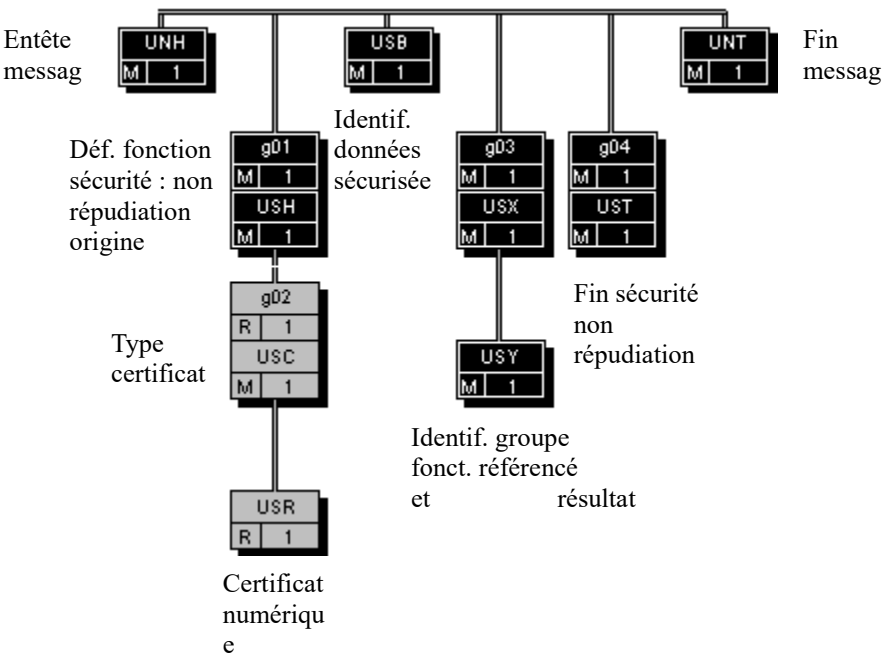 Entête
messag
UNH
M 1
USB
M 1
UNT
M 1
Fin
messag
Déf. fonction
sécurité : non
répudiation
origine
g01
M 1
USH
M 1
Identif.
données
sécurisée
g03
M 1
USX
M 1
g04
M 1
UST
M 1
Type
certificat
g02
R 1
USC
M 1
USY
M 1
Fin sécurité
non
répudiation
Identif. groupe
fonct. référencé
et résultat
USR
R 1
Certificat
numériqu
e